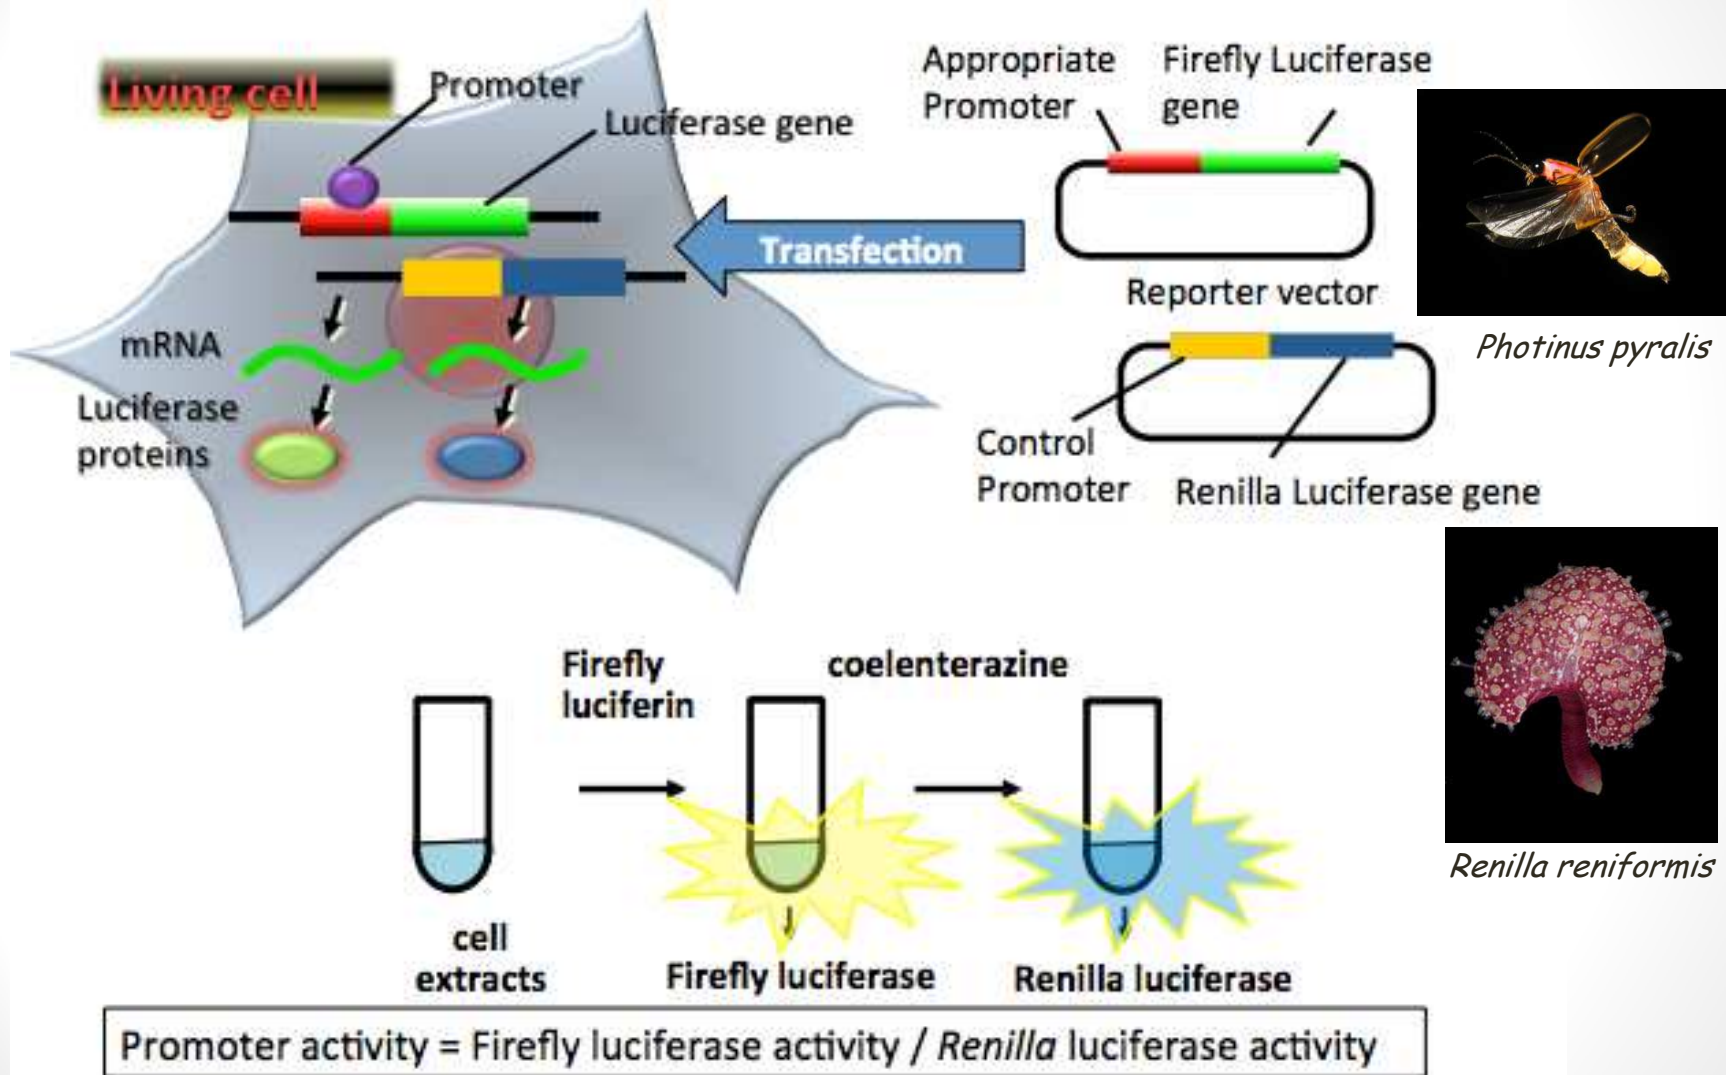 Living cell
Promoter
Luciferase gene
mRNA
Luciferase
proteins
Transfection
Appropriate
Promoter
Firefly Luciferase
gene
Reporter vector
Photinus pyralis
Control
Promoter
Renilla Luciferase gene
Renilla reniformis
Firefly
luciferin
coelenterazine
cell
extracts
Firefly luciferase
Renilla luciferase
Promoter activity = Firefly luciferase activity / Renilla luciferase activity